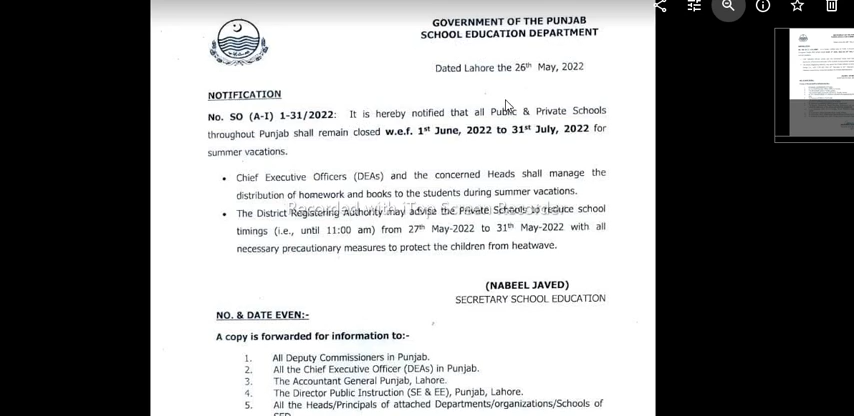 GOVERNMENT OF THE PUNJAB
SCHOOL EDUCATION DEPARTMENT
Dated Lahore the 26th May, 2022
NOTIFICATION
No. SO (A-I) 1-31/2022: It is hereby notified that all Public & Private Schools
throughout Punjab shall remain closed w.e.f. 1st June, 2022 to 31st July, 2022 for
summer vacations.
• Chief Executive Officers (DEAs) and the concerned Heads shall manage the
distribution of homework and books to the students during summer vacations.
Recorded with iTop Screen Recorder
• The District Registering Authority may advise the Private Schools to reduce school
timings (i.e., until 11:00 am) from 27th May-2022 to 31th May-2022 with all
necessary precautionary measures to protect the children from heatwave.
(NABEEL JAVED)
SECRETARY SCHOOL EDUCATION
NO. & DATE EVEN:-
A copy is forwarded for information to:-
1. All Deputy Commissioners in Punjab.
2. All the Chief Executive Officer (DEAs) in Punjab.
3. The Accountant General Punjab, Lahore.
4. The Director Public Instruction (SE & EE), Punjab, Lahore.
5. All the Heads/Principals of attached Departments/organizations/Schools of